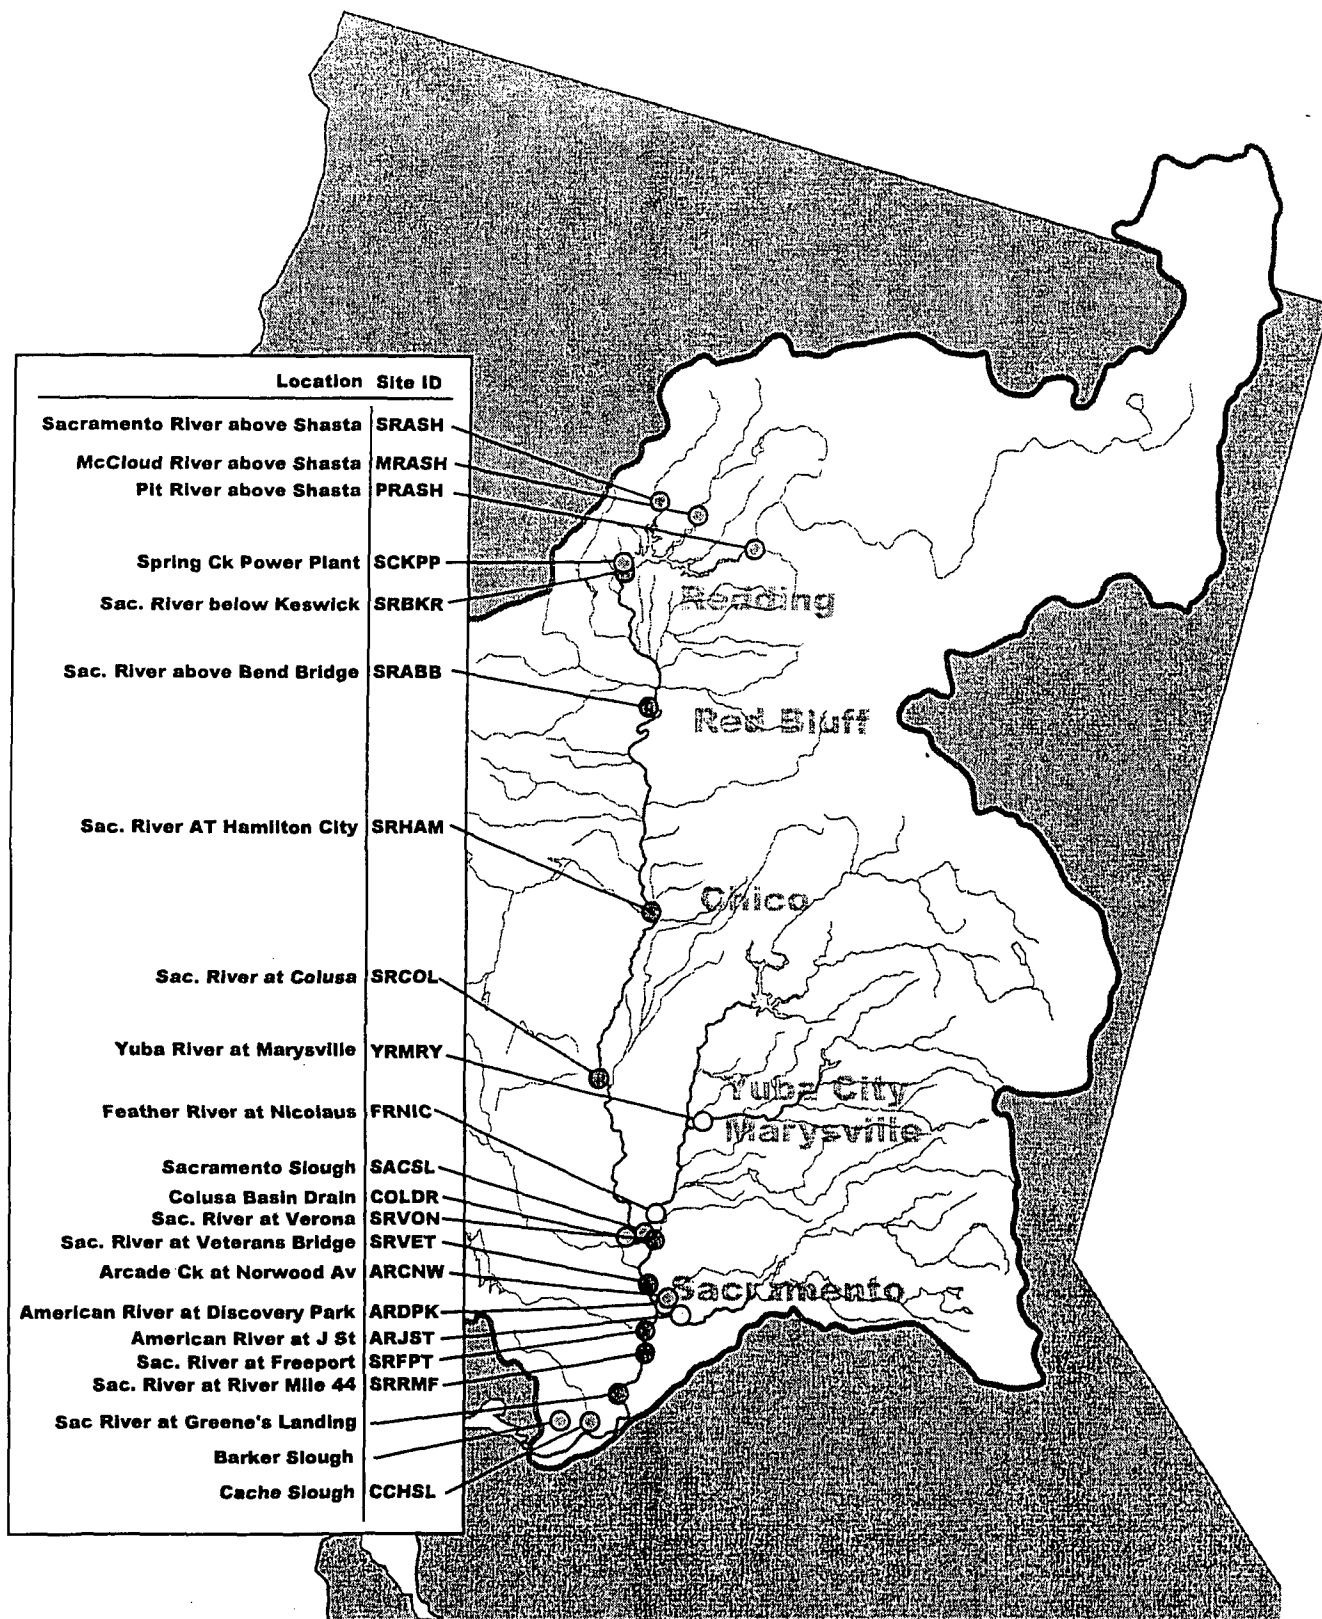 Location Site ID
Sacramento River above Shasta SRASH
McCloud River above Shasta MRASH
Pit River above Shasta PRASH
Spring Ck Power Plant SCKPP
Sac. River below Keswick SRBKR
Redding
Sac. River above Bend Bridge SRABB
Red Bluff
Sac. River AT Hamilton City SRHAM
Chico
Sac. River at Colusa SRCOL
Yuba River at Marysville YRMRY
Yuba City
Marysville
Feather River at Nicolaus FRNIC
Sacramento Slough SACSL
Colusa Basin Drain COLDR
Sac. River at Verona SRVON
Sac. River at Veterans Bridge SRVET
Arcade Ck at Norwood Av ARCNW
Sacramento
American River at Discovery Park ARDPK
American River at J St ARJST
Sac. River at Freeport SRFPT
Sac. River at River Mile 44 SRRMF
Sac River at Greene's Landing
Barker Slough
Cache Slough CCHSL